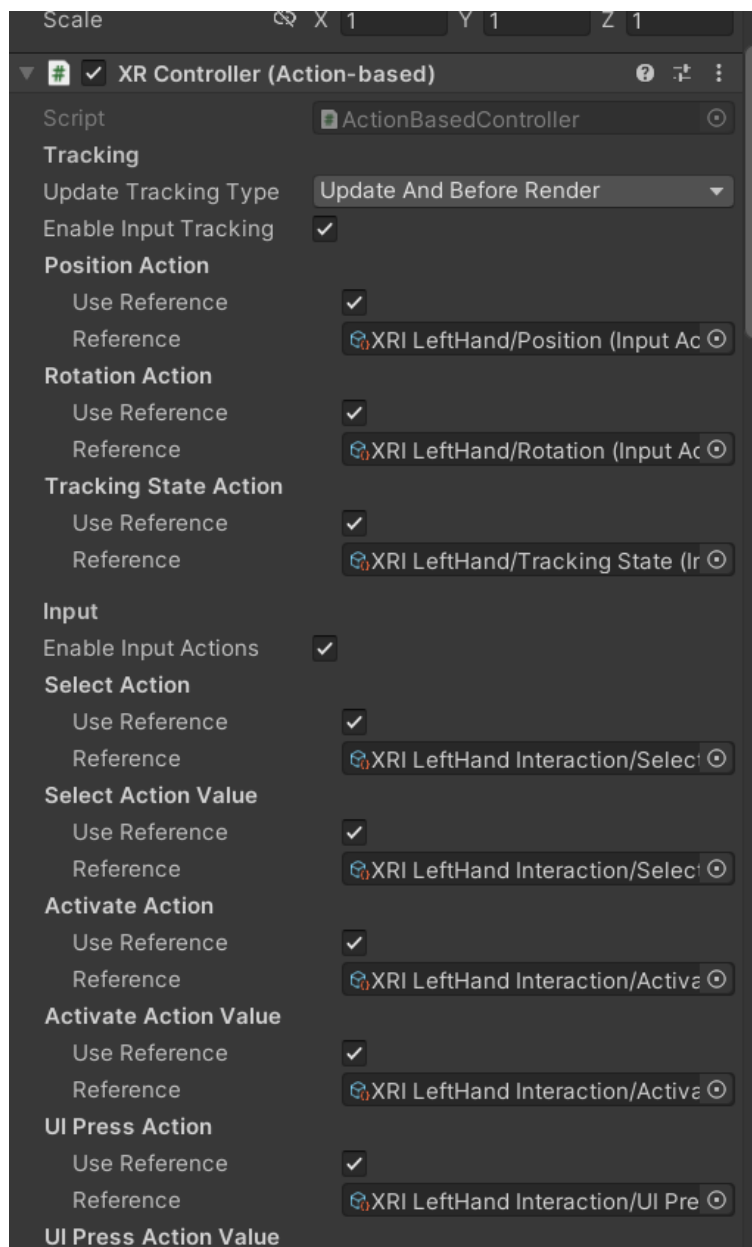 Scale X 1 Y 1 Z 1
XR Controller (Action-based)
Script ActionBasedController
Tracking
Update Tracking Type Update And Before Render
Enable Input Tracking
Position Action
Use Reference
Reference XRI LeftHand/Position (Input Ac
Rotation Action
Use Reference
Reference XRI LeftHand/Rotation (Input Ac
Tracking State Action
Use Reference
Reference XRI LeftHand/Tracking State (Ir
Input
Enable Input Actions
Select Action
Use Reference
Reference XRI LeftHand Interaction/Select
Select Action Value
Use Reference
Reference XRI LeftHand Interaction/Select
Activate Action
Use Reference
Reference XRI LeftHand Interaction/Activa
Activate Action Value
Use Reference
Reference XRI LeftHand Interaction/Activa
UI Press Action
Use Reference
Reference XRI LeftHand Interaction/UI Pre
UI Press Action Value